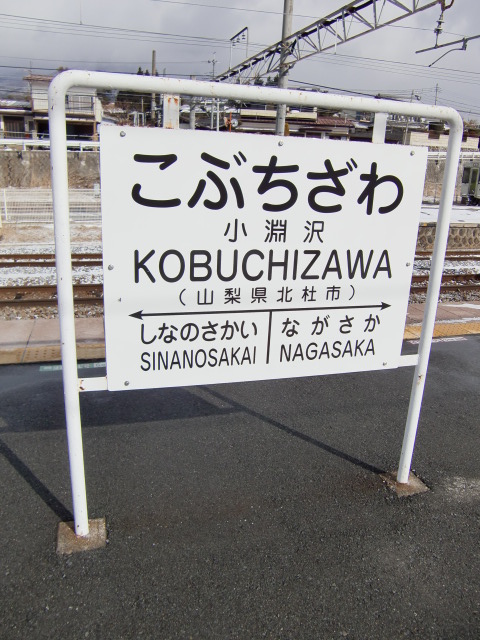 こぶちざわ
小淵沢
KOBUCHIZAWA
（山梨県北杜市）
しなのさかい ながさか
SINANOSAKAI NAGASAKA